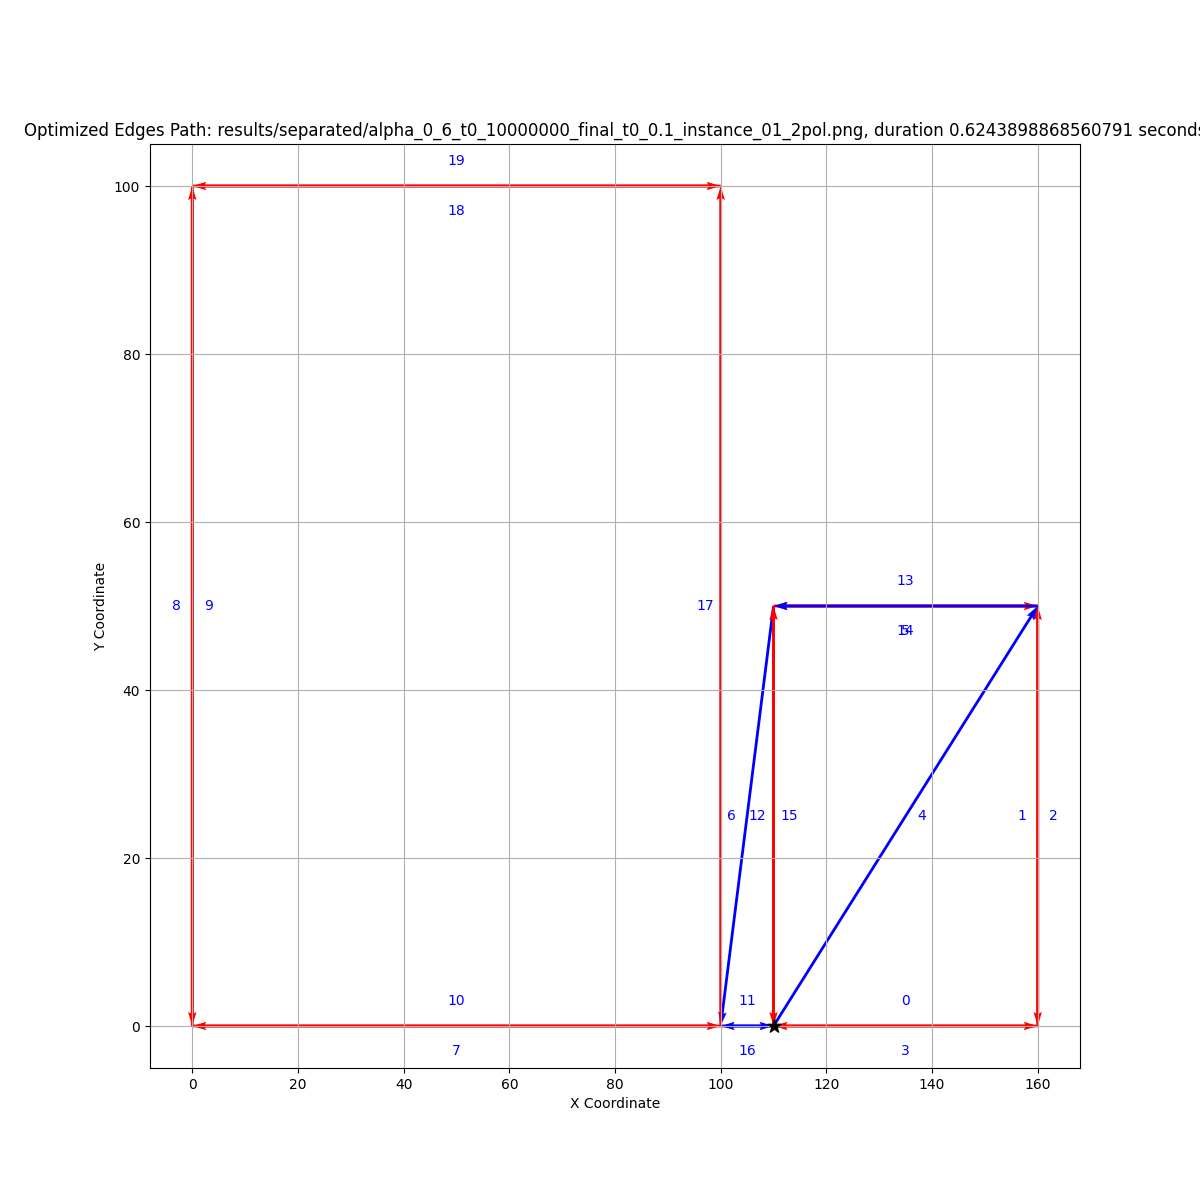 Optimized Edges Path: results/separated/alpha_0_6_t0_10000000_final_t0_0.1_instance_01_2pol.png, duration 0.6243898868560791 seconds
19
100
18
80
60
Y Coordinate
13
8 9 17
14
40
6 12 15 4 1 2
20
11 10 0
0
7 16 3
0 20 40 60 80 100 120 140 160
X Coordinate